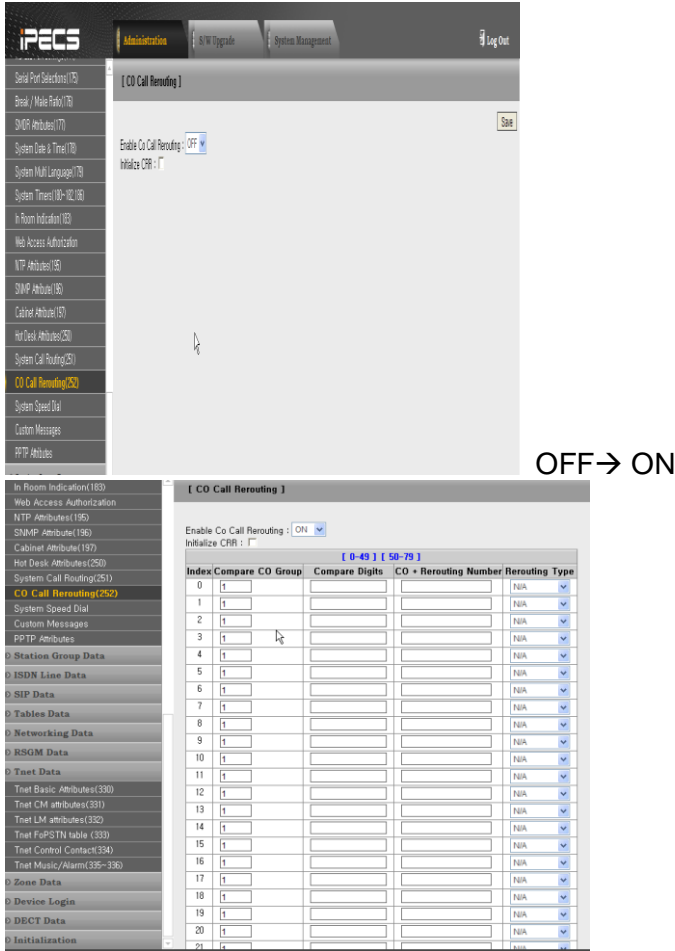 iPECS
Administration
S/W Upgrade
System Management
Log Out
Serial Port Selections(175)
Break / Make Ratio(176)
SMDR Attributes(177)
System Date & Time(178)
System Multi Language(179)
System Timers(180~182,186)
In Room Indication(183)
Web Access Authorization
NTP Attributes(195)
SNMP Attribute(196)
Cabinet Attribute(197)
Hot Desk Attributes(250)
System Call Routing(251)
CO Call Rerouting(252)
System Speed Dial
Custom Messages
PPTP Attributes
[ CO Call Rerouting ]
Save
Enable Co Call Rerouting : OFF
Initialize CRR :
OFF→ ON
In Room Indication(183)
Web Access Authorization
NTP Attributes(195)
SNMP Attribute(196)
Cabinet Attribute(197)
Hot Desk Attributes(250)
System Call Routing(251)
CO Call Rerouting(252)
System Speed Dial
Custom Messages
PPTP Attributes
Station Group Data
ISDN Line Data
SIP Data
Tables Data
Networking Data
RSGM Data
Tnet Data
Tnet Basic Attributes(330)
Tnet CM attributes(331)
Tnet LM attributes(332)
Tnet FoPSTN table (333)
Tnet Control Contact(334)
Tnet Music/Alarm(335~336)
Zone Data
Device Login
DECT Data
Initialization
[ CO Call Rerouting ]
Enable Co Call Rerouting : ON
Initialize CRR :
[ 0-49 ] [ 50-79 ]
Index Compare CO Group Compare Digits CO + Rerouting Number Rerouting Type
0 1 N/A
1 1 N/A
2 1 N/A
3 1 N/A
4 1 N/A
5 1 N/A
6 1 N/A
7 1 N/A
8 1 N/A
9 1 N/A
10 1 N/A
11 1 N/A
12 1 N/A
13 1 N/A
14 1 N/A
15 1 N/A
16 1 N/A
17 1 N/A
18 1 N/A
19 1 N/A
20 1 N/A
21 1 N/A